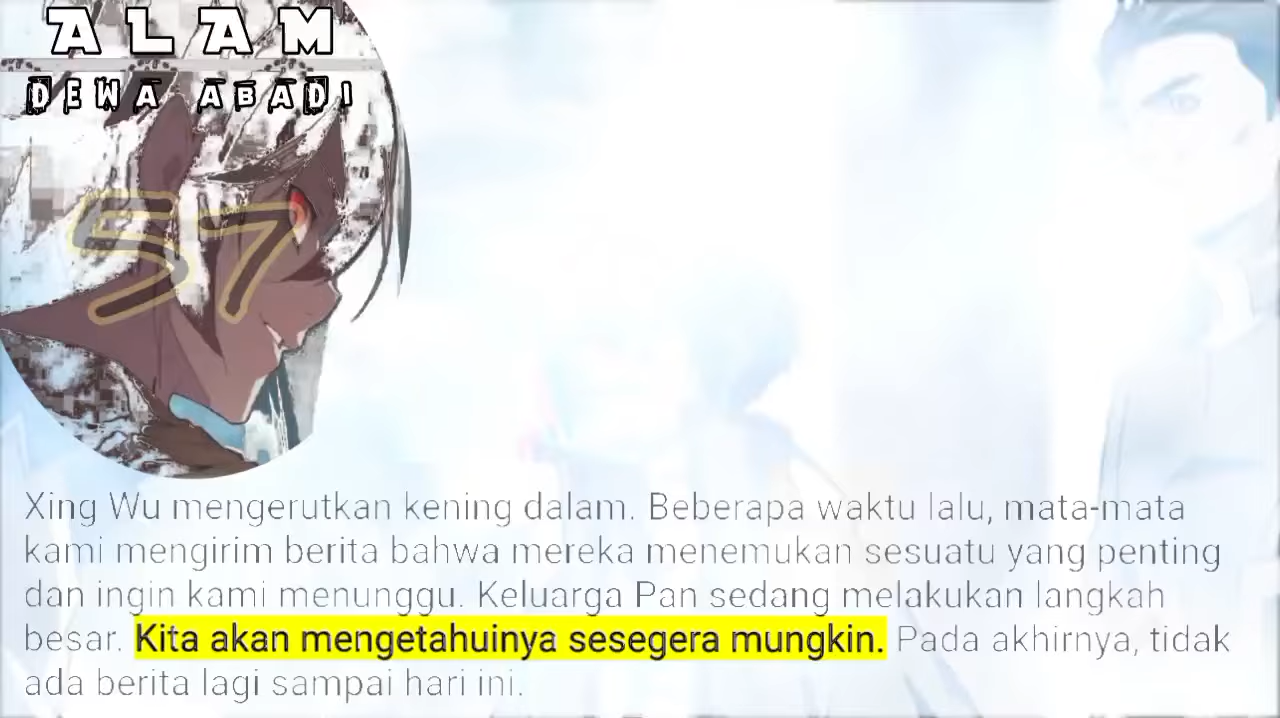 ALAM
DEWA ABADI
57
Xing Wu mengerutkan kening dalam. Beberapa waktu lalu, mata-mata
kami mengirim berita bahwa mereka menemukan sesuatu yang penting
dan ingin kami menunggu. Keluarga Pan sedang melakukan langkah
besar. Kita akan mengetahuinya sesegera mungkin. Pada akhirnya, tidak
ada berita lagi sampai hari ini.